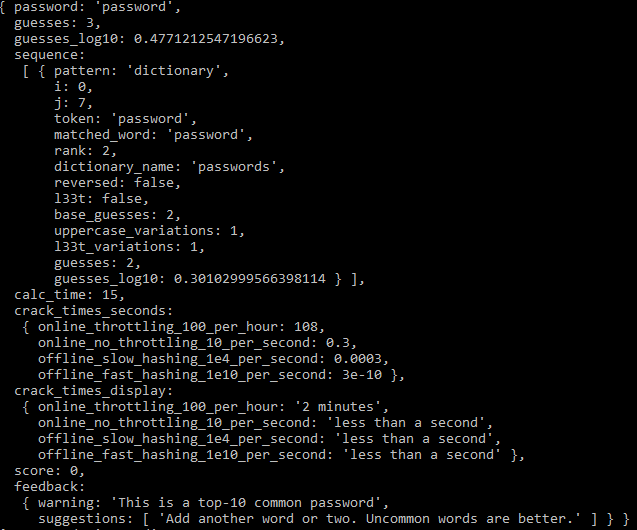 { password: 'password',
guesses: 3,
guesses_log10: 0.4771212547196623,
sequence:
[ { pattern: 'dictionary',
i: 0,
j: 7,
token: 'password',
matched_word: 'password',
rank: 2,
dictionary_name: 'passwords',
reversed: false,
l33t: false,
base_guesses: 2,
uppercase_variations: 1,
l33t_variations: 1,
guesses: 2,
guesses_log10: 0.30102999566398114 } ],
calc_time: 15,
crack_times_seconds:
{ online_throttling_100_per_hour: 108,
online_no_throttling_10_per_second: 0.3,
offline_slow_hashing_1e4_per_second: 0.0003,
offline_fast_hashing_1e10_per_second: 3e-10 },
crack_times_display:
{ online_throttling_100_per_hour: '2 minutes',
online_no_throttling_10_per_second: 'less than a second',
offline_slow_hashing_1e4_per_second: 'less than a second',
offline_fast_hashing_1e10_per_second: 'less than a second' },
score: 0,
feedback:
{ warning: 'This is a top-10 common password',
suggestions: [ 'Add another word or two. Uncommon words are better.' ] } }